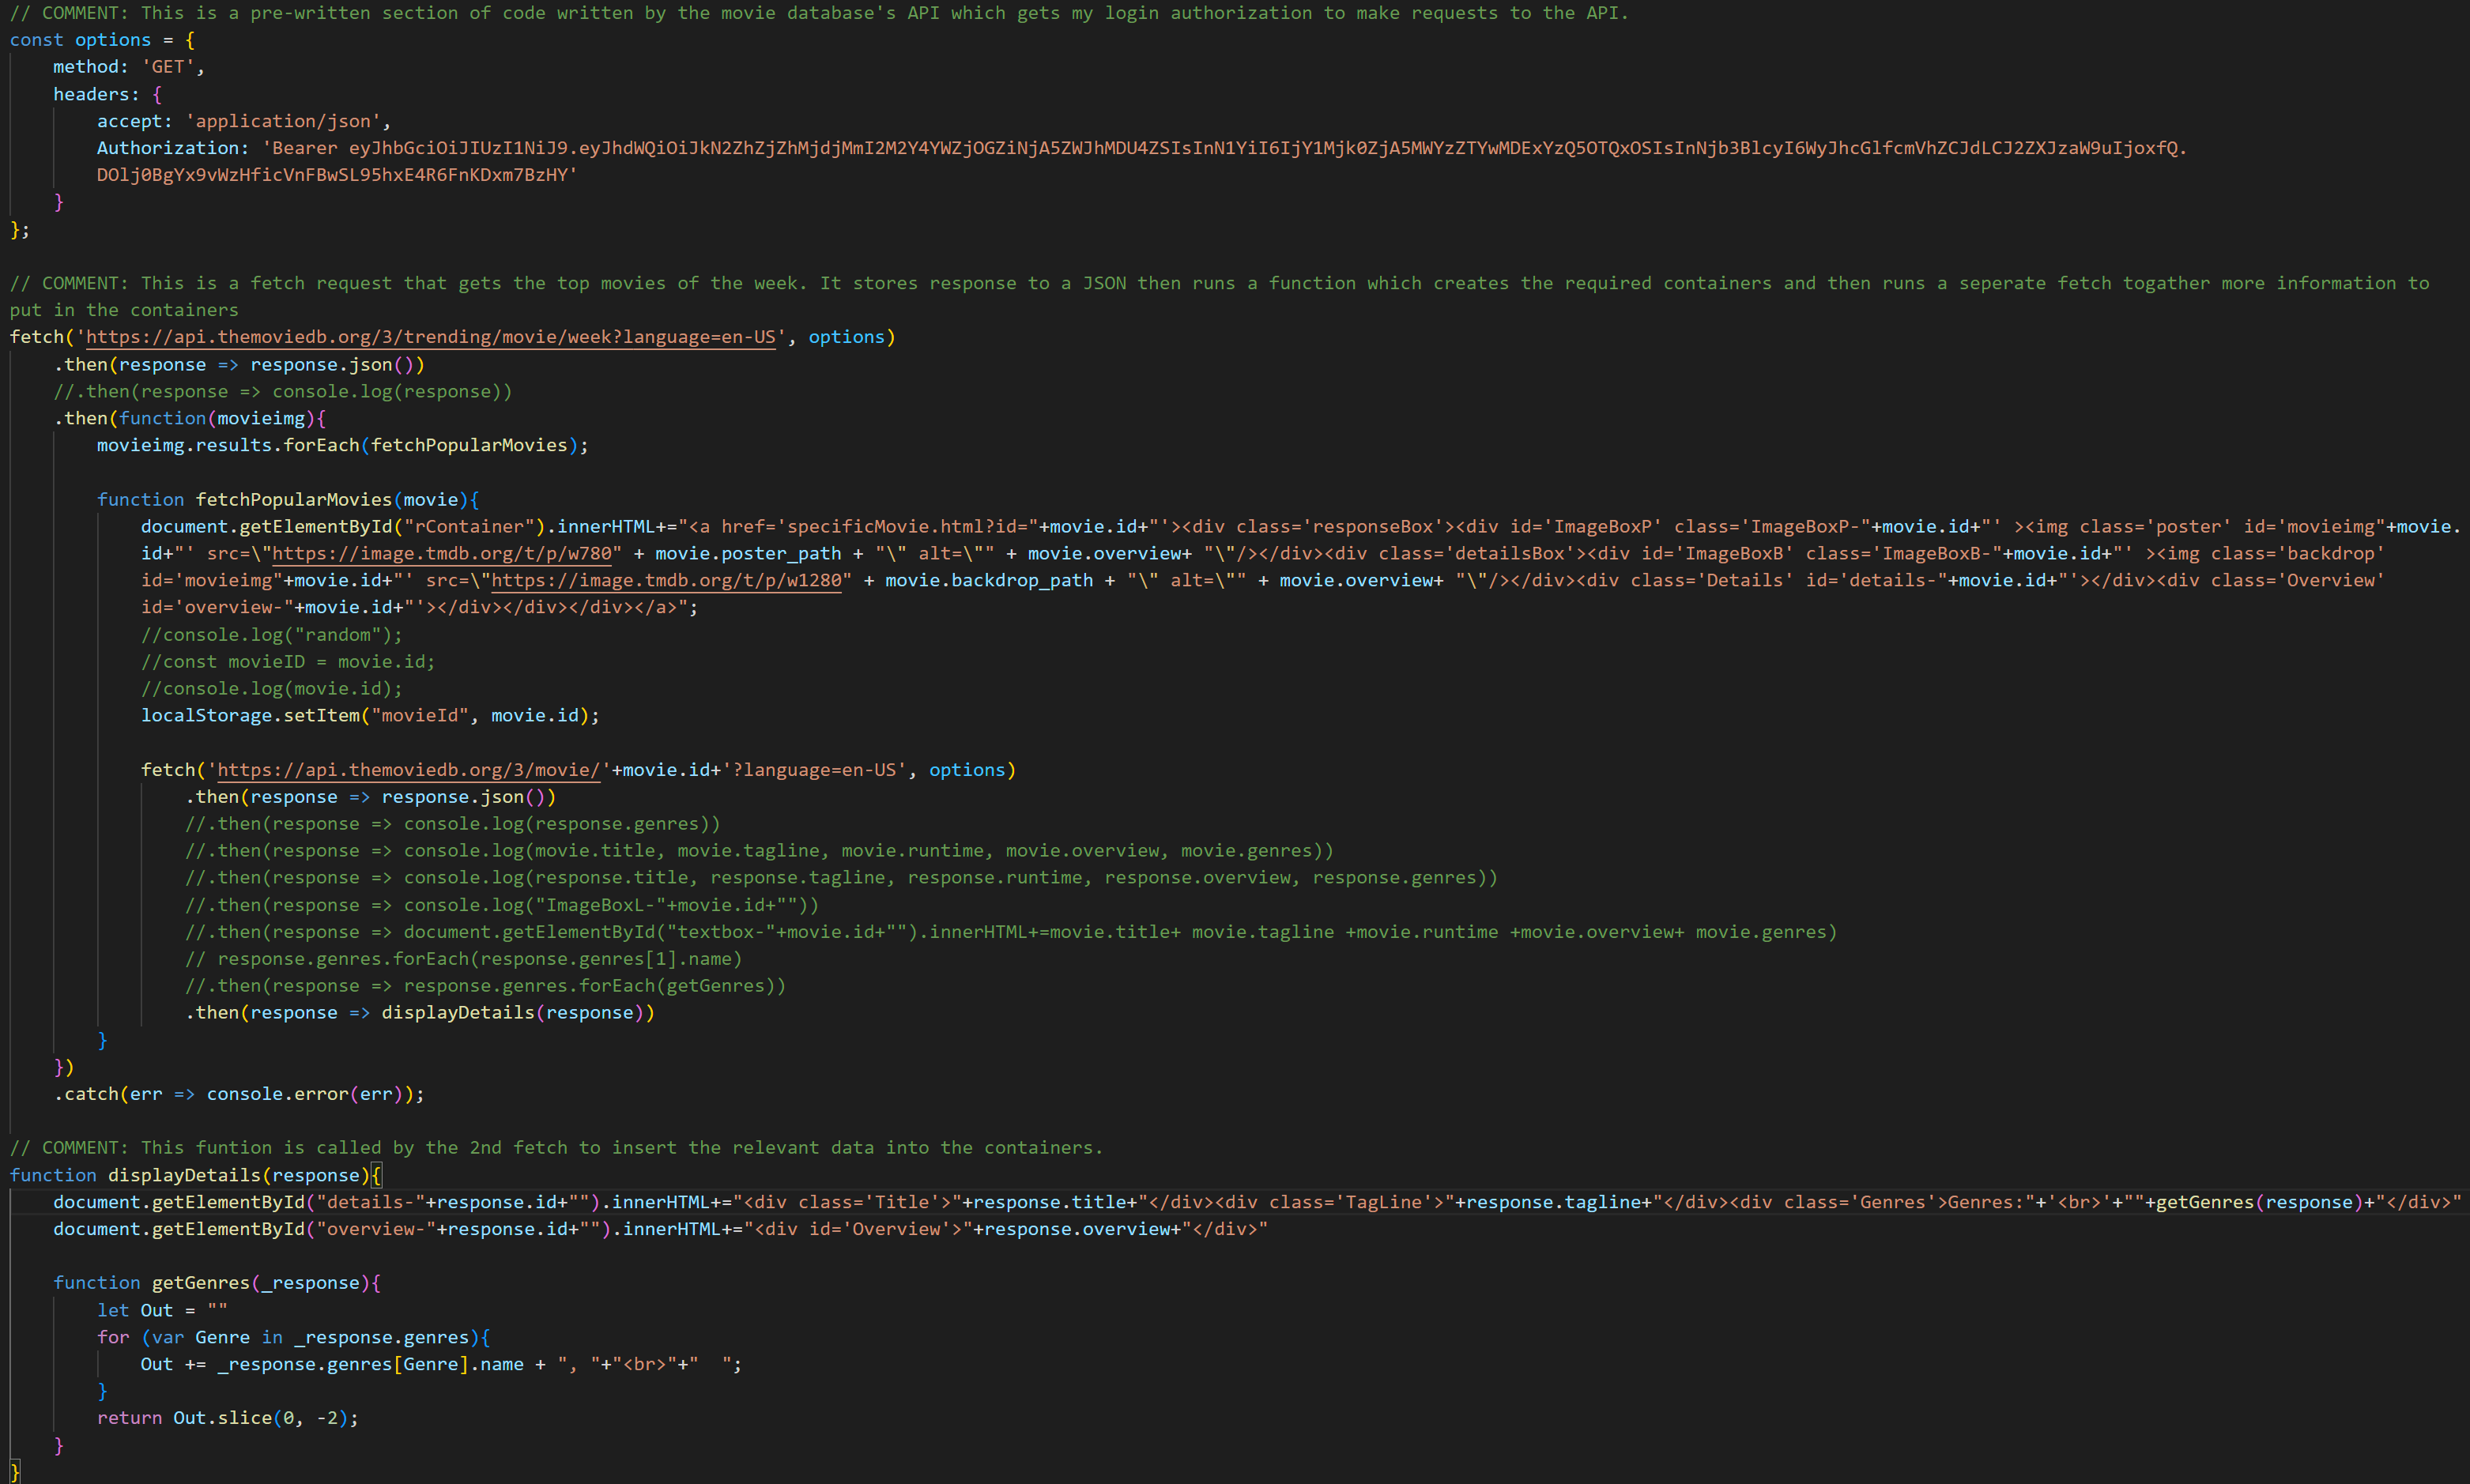 // COMMENT: This is a pre-written section of code written by the movie database's API which gets my login authorization to make requests to the API.
const options = {
    method: 'GET',
    headers: {
        accept: 'application/json',
        Authorization: 'Bearer eyJhbGciOiJIUzI1NiJ9.eyJhdWQiOiJkN2ZhZjZhMjdjMmI2M2Y4YWZjOGZiNjA5ZWJhMDU4ZSIsInN1YiI6IjY1Mjk0ZjA5MWYzZTYwMDExYzQ5OTQxOSIsInNjb3BlcyI6WyJhcGlfcmVhZCJdLCJ2ZXJzaW9uIjoxfQ.
        DOlj0BgYx9vWzHficVnFBwSL95hxE4R6FnKDxm7BzHY'
    }
};
// COMMENT: This is a fetch request that gets the top movies of the week. It stores response to a JSON then runs a function which creates the required containers and then runs a seperate fetch togather more information to
put in the containers
fetch('https://api.themoviedb.org/3/trending/movie/week?language=en-US', options)
    .then(response => response.json())
    //.then(response => console.log(response))
    .then(function(movieimg){
        movieimg.results.forEach(fetchPopularMovies);
        function fetchPopularMovies(movie){
            document.getElementById("rContainer").innerHTML+="<a href='specificMovie.html?id="+movie.id+"'><div class='responseBox'><div id='ImageBoxP' class='ImageBoxP-"+movie.id+"' ><img class='poster' id='movieimg"+movie.
            id+"' src=\"https://image.tmdb.org/t/p/w780" + movie.poster_path + "\" alt=\"" + movie.overview+ "\"/></div><div class='detailsBox'><div id='ImageBoxB' class='ImageBoxB-"+movie.id+"' ><img class='backdrop'
            id='movieimg"+movie.id+"' src=\"https://image.tmdb.org/t/p/w1280" + movie.backdrop_path + "\" alt=\"" + movie.overview+ "\"/></div><div class='Details' id='details-"+movie.id+"'></div><div class='Overview'
            id='overview-"+movie.id+"'></div></div></div></a>";
            //console.log("random");
            //const movieID = movie.id;
            //console.log(movie.id);
            localStorage.setItem("movieId", movie.id);
            fetch('https://api.themoviedb.org/3/movie/'+movie.id+'?language=en-US', options)
                .then(response => response.json())
                //.then(response => console.log(response.genres))
                //.then(response => console.log(movie.title, movie.tagline, movie.runtime, movie.overview, movie.genres))
                //.then(response => console.log(response.title, response.tagline, response.runtime, response.overview, response.genres))
                //.then(response => console.log("ImageBoxL-"+movie.id+""))
                //.then(response => document.getElementById("textbox-"+movie.id+"").innerHTML+=movie.title+ movie.tagline +movie.runtime +movie.overview+ movie.genres)
                // response.genres.forEach(response.genres[1].name)
                //.then(response => response.genres.forEach(getGenres))
                .then(response => displayDetails(response))
        }
    })
    .catch(err => console.error(err));
// COMMENT: This funtion is called by the 2nd fetch to insert the relevant data into the containers.
function displayDetails(response){
    document.getElementById("details-"+response.id+"").innerHTML+="<div class='Title'>"+response.title+"</div><div class='TagLine'>"+response.tagline+"</div><div class='Genres'>Genres:"+'<br>'+""+getGenres(response)+"</div>"
    document.getElementById("overview-"+response.id+"").innerHTML+="<div id='Overview'>"+response.overview+"</div>"
    function getGenres(_response){
        let Out = ""
        for (var Genre in _response.genres){
            Out += _response.genres[Genre].name + ", "+"<br>"+"  ";
        }
        return Out.slice(0, -2);
    }
}